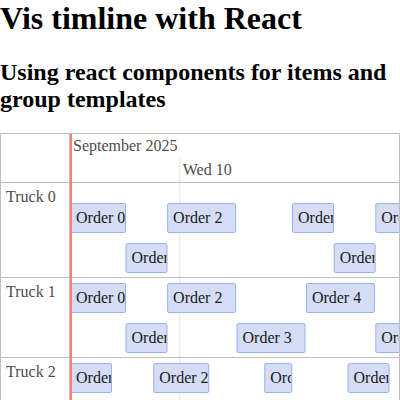 Vis timline with React
Using react components for items and
group templates
September 2025
Wed 10
Truck 0
Order 0
Order 2
Order
Or
Order
Order
Truck 1
Order 0
Order 2
Order 4
Order
Order 3
Or
Truck 2
Order
Order 2
Ord
Order